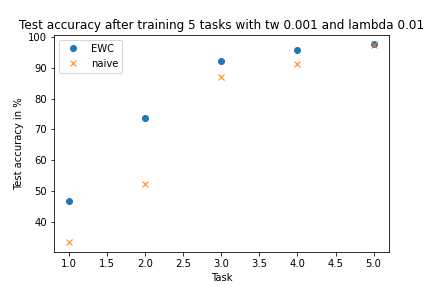 Test accuracy after training 5 tasks with tw 0.001 and lambda 0.01
EWC
naive
Test accuracy in %
100
90
80
70
60
50
40
1.0 1.5 2.0 2.5 3.0 3.5 4.0 4.5 5.0
Task